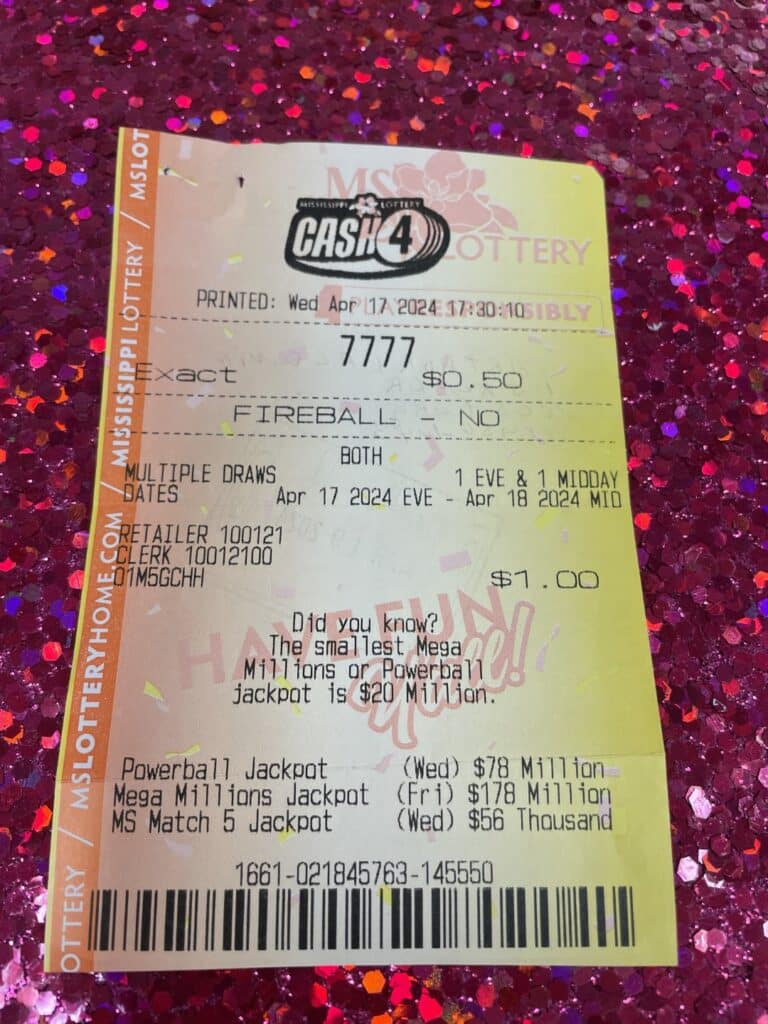 MS
LOTTERY
MISSISSIPPI LOTTERY
CASH 4
PRINTED: Wed Apr 17 2024 17:30:10
PLAY RESPONSIBLY
7777
Exact $0.50
FIREBALL - NO
BOTH
MULTIPLE DRAWS 1 EVE & 1 MIDDAY
DATES Apr 17 2024 EVE - Apr 18 2024 MID
RETAILER 100121
CLERK 10012100
01M5GCHH $1.00
HAVE FUN
Did you know?
The smallest Mega
Millions or Powerball
jackpot is $20 Million.
Powerball Jackpot (Wed) $78 Million
Mega Millions Jackpot (Fri) $178 Million
MS Match 5 Jackpot (Wed) $56 Thousand
1661-021845763-145550
OTTERY / MSLOTTERYHOME.COM / MISSISSIPPI LOTTERY / MSLOT